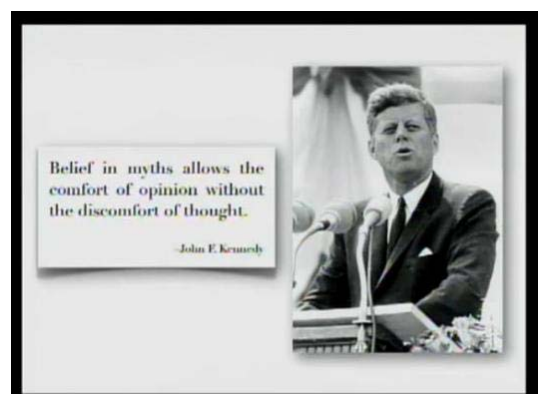 Belief in myths allows the
comfort of opinion without
the discomfort of thought.
-John F. Kennedy